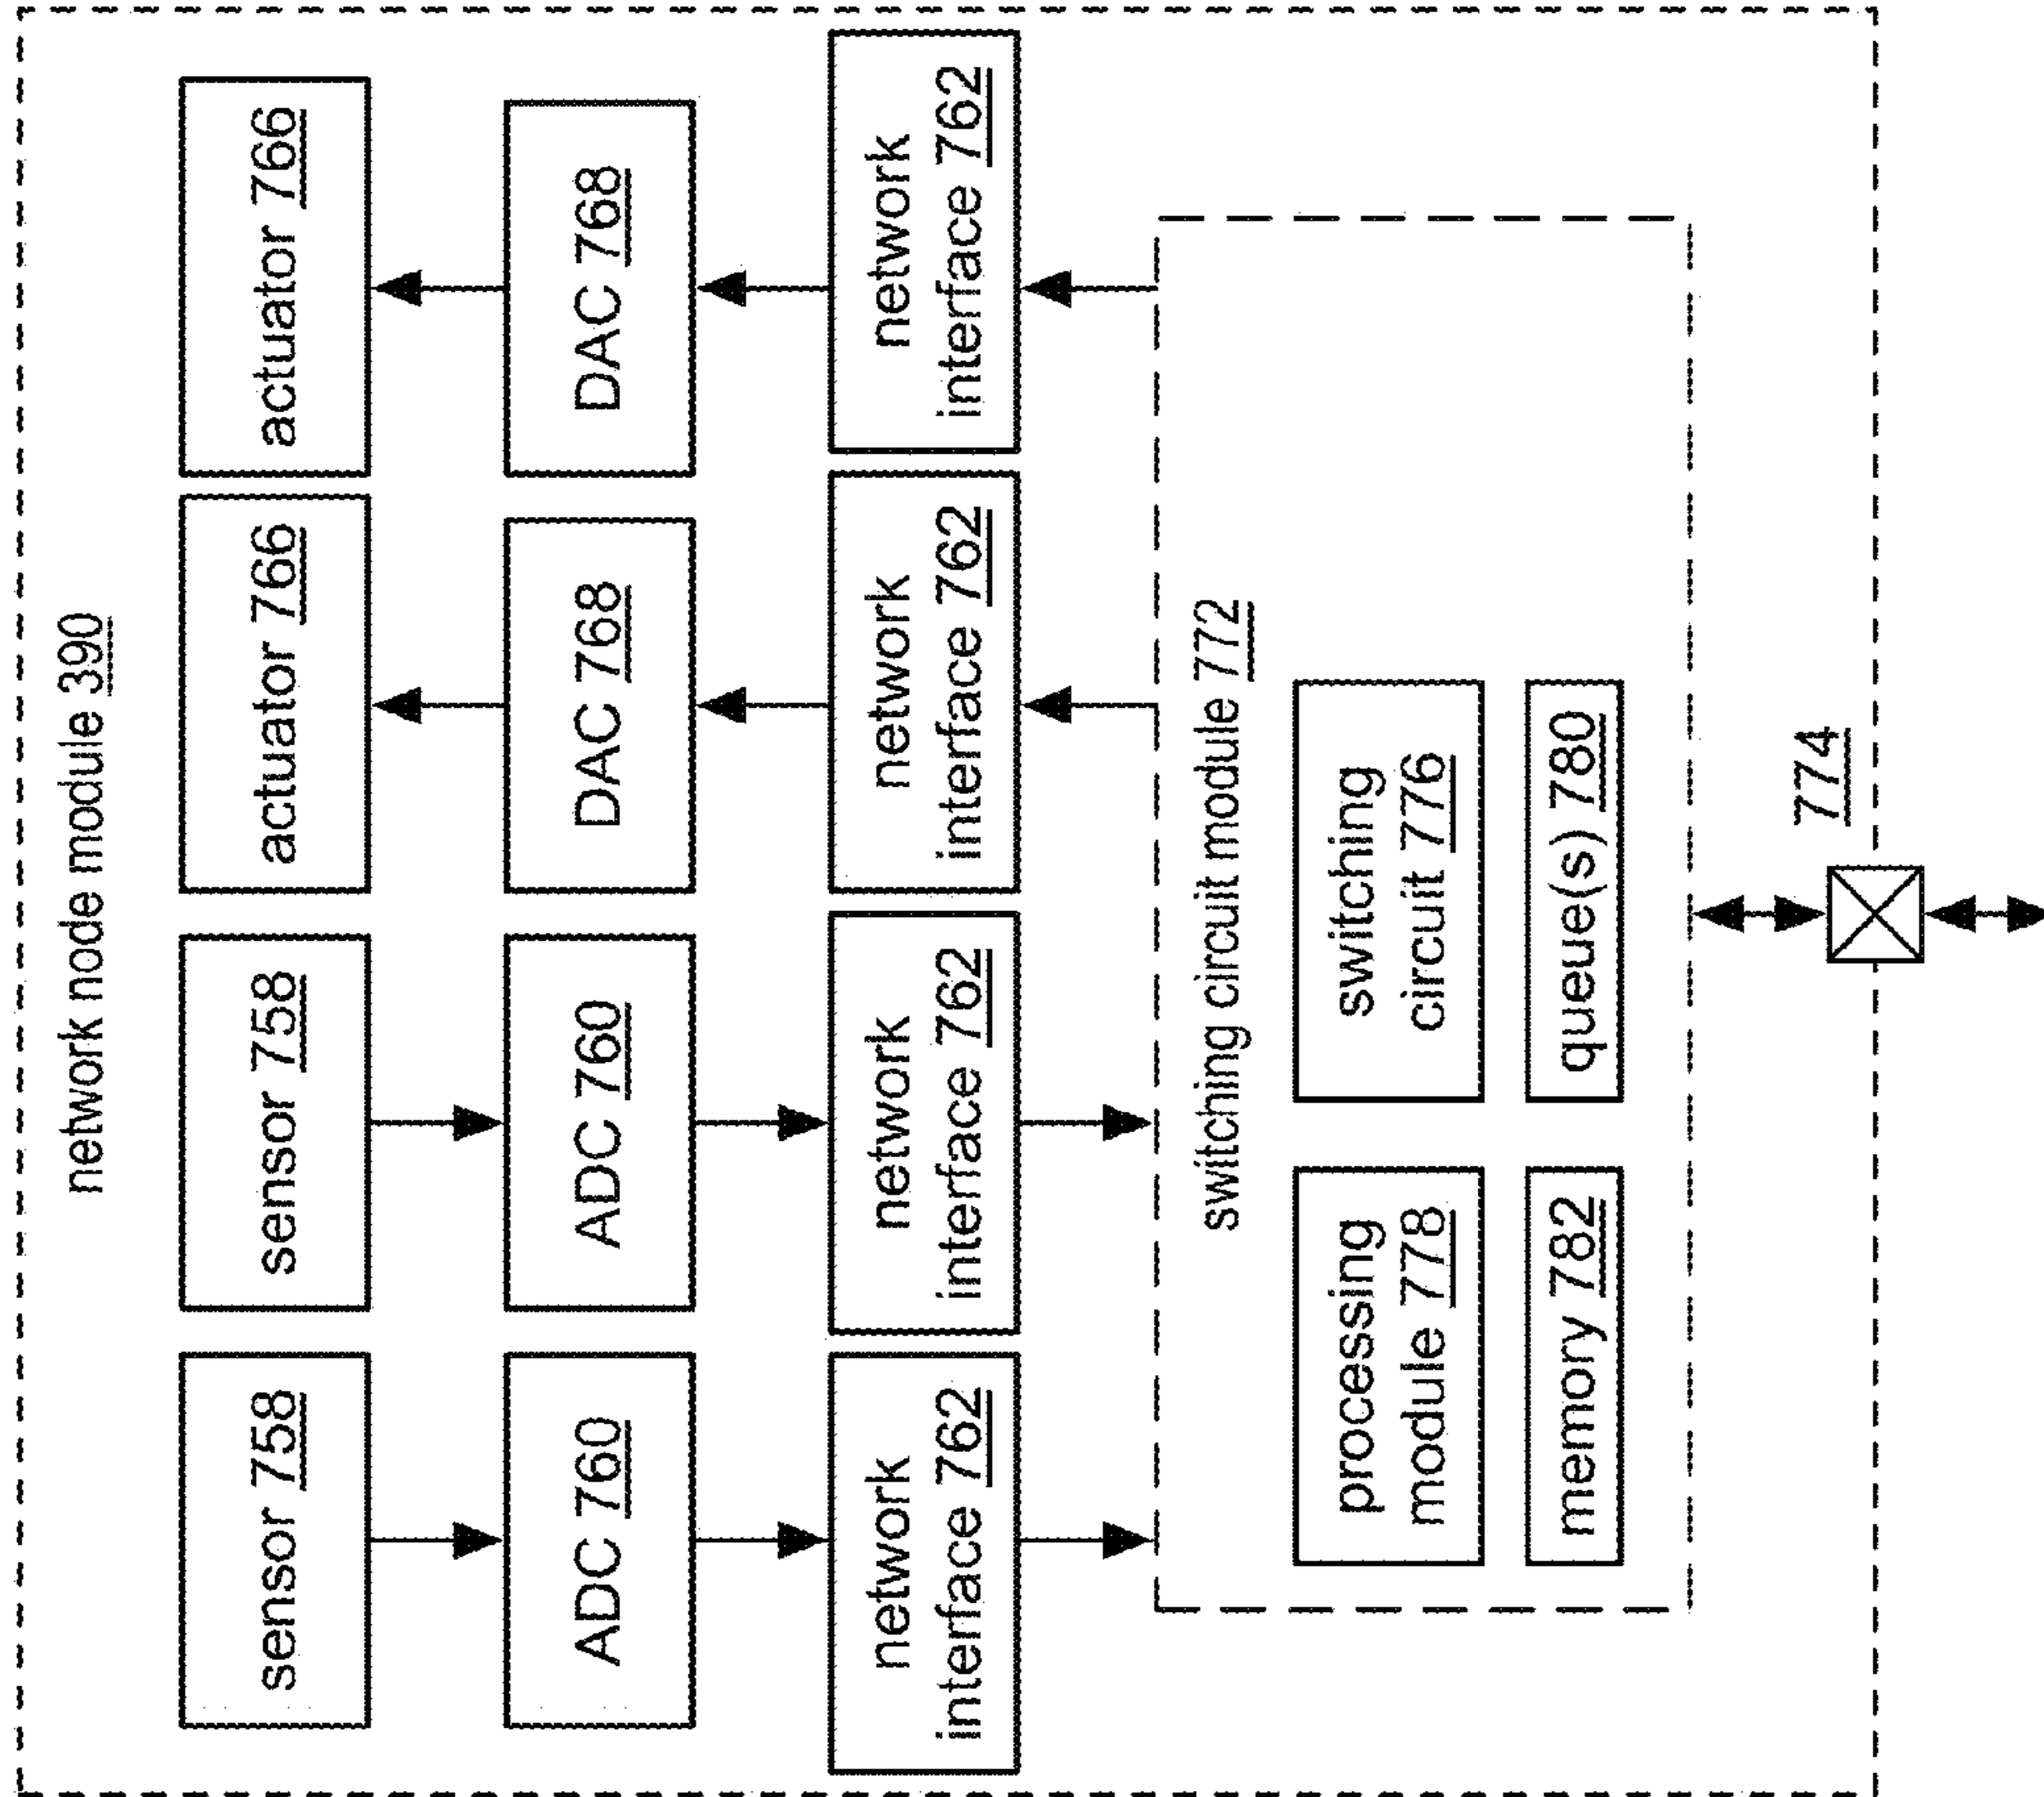 network node module 390
sensor 758
sensor 758
actuator 766
actuator 766
ADC 760
ADC 760
DAC 768
DAC 768
network
interface 762
network
interface 762
network
interface 762
network
interface 762
switching circuit module 772
processing
module 778
switching
circuit 776
memory 782
queue(s) 780
774